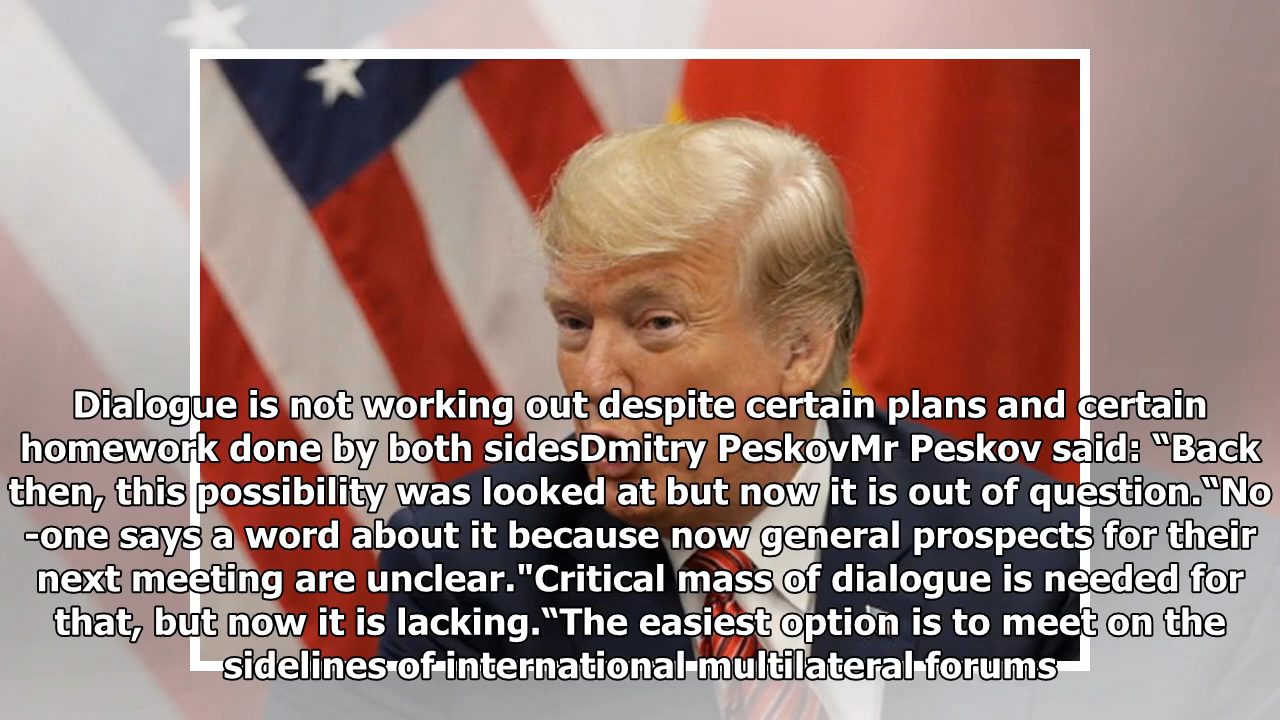 Dialogue is not working out despite certain plans and certain
homework done by both sidesDmitry PeskovMr Peskov said: “Back
then, this possibility was looked at but now it is out of question.“No
-one says a word about it because now general prospects for their
next meeting are unclear."Critical mass of dialogue is needed for
that, but now it is lacking.“The easiest option is to meet on the
sidelines of international multilateral forums